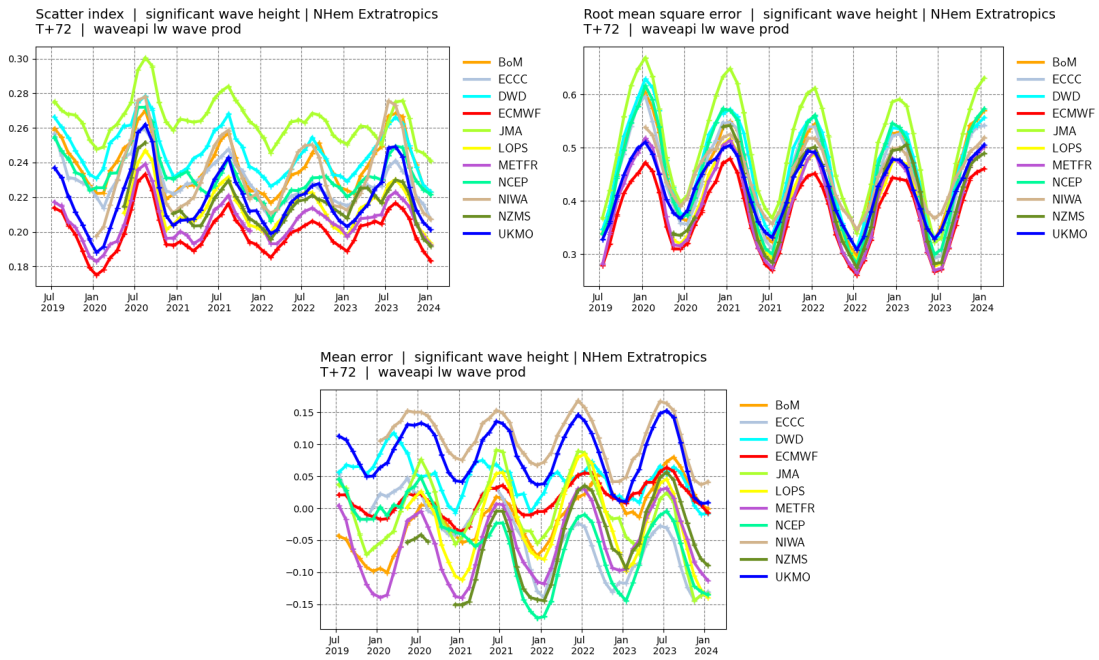 Scatter index | significant wave height | NHem Extratropics
T+72 | waveapi lw wave prod
0.30
0.28
0.26
0.24
0.22
0.20
0.18
Jul 2019
Jan 2020
Jul 2020
Jan 2021
Jul 2021
Jan 2022
Jul 2022
Jan 2023
Jul 2023
Jan 2024
BoM
ECCC
DWD
ECMWF
JMA
LOPS
METFR
NCEP
NIWA
NZMS
UKMO
Root mean square error | significant wave height | NHem Extratropics
T+72 | waveapi lw wave prod
0.6
0.5
0.4
0.3
Jul 2019
Jan 2020
Jul 2020
Jan 2021
Jul 2021
Jan 2022
Jul 2022
Jan 2023
Jul 2023
Jan 2024
BoM
ECCC
DWD
ECMWF
JMA
LOPS
METFR
NCEP
NIWA
NZMS
UKMO
Mean error | significant wave height | NHem Extratropics
T+72 | waveapi lw wave prod
0.15
0.10
0.05
0.00
−0.05
−0.10
−0.15
Jul 2019
Jan 2020
Jul 2020
Jan 2021
Jul 2021
Jan 2022
Jul 2022
Jan 2023
Jul 2023
Jan 2024
BoM
ECCC
DWD
ECMWF
JMA
LOPS
METFR
NCEP
NIWA
NZMS
UKMO